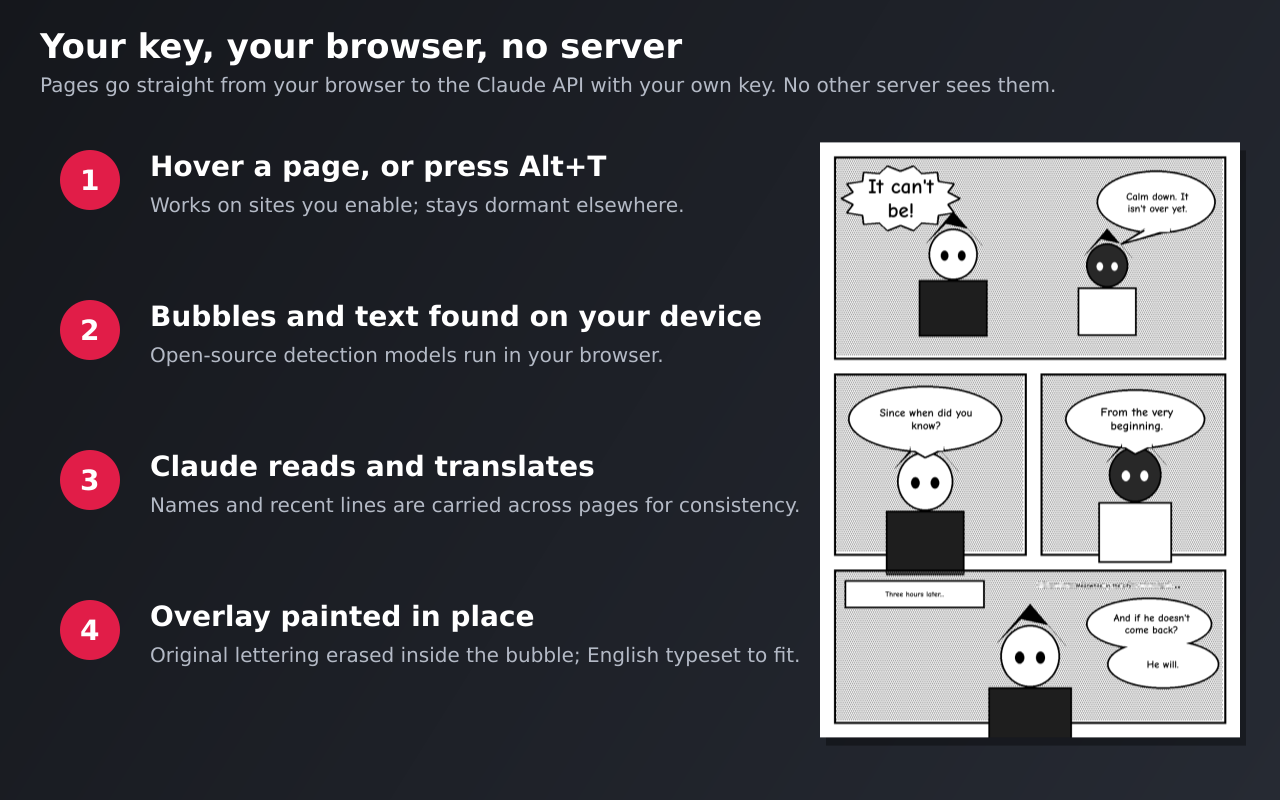 Your key, your browser, no server
Pages go straight from your browser to the Claude API with your own key. No other server sees them.
1
Hover a page, or press Alt+T
Works on sites you enable; stays dormant elsewhere.
2
Bubbles and text found on your device
Open-source detection models run in your browser.
3
Claude reads and translates
Names and recent lines are carried across pages for consistency.
4
Overlay painted in place
Original lettering erased inside the bubble; English typeset to fit.
It can't
be!
Calm down. It
isn't over yet.
Since when did you
know?
From the very
beginning.
Three hours later..
Meanwhile in the city
And if he doesn't
come back?
He will.